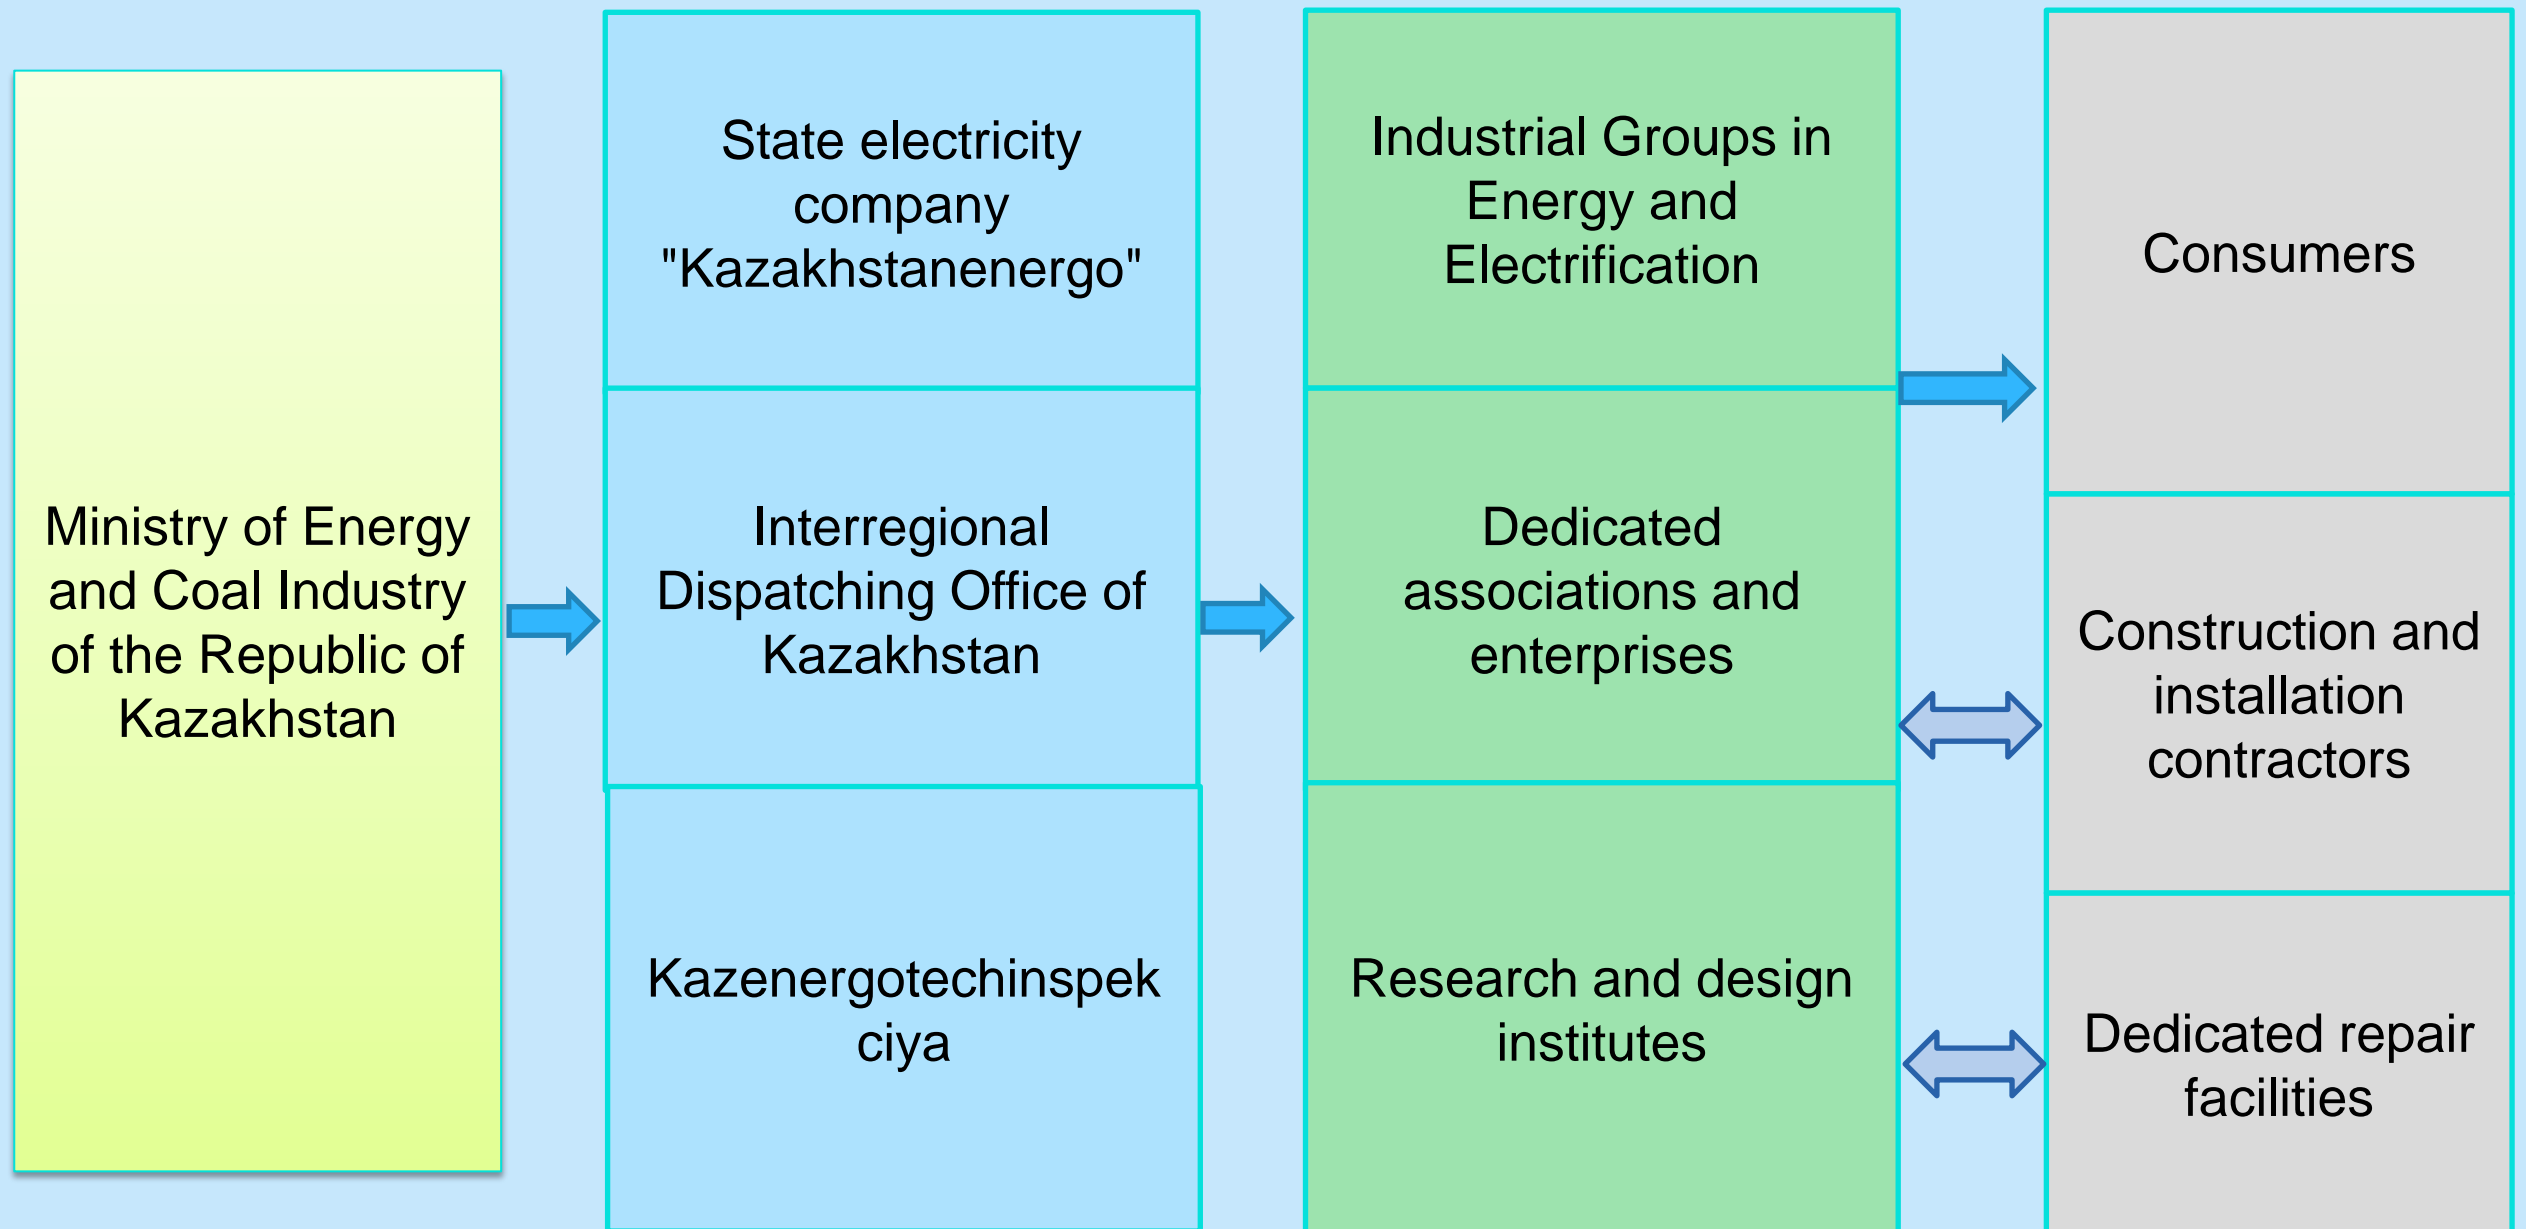 Ministry of Energy
and Coal Industry
of the Republic of
Kazakhstan
State electricity
company
"Kazakhstanenergo"
Interregional
Dispatching Office of
Kazakhstan
Kazenergotechinspek
ciya
Industrial Groups in
Energy and
Electrification
Dedicated
associations and
enterprises
Research and design
institutes
Consumers
Construction and
installation
contractors
Dedicated repair
facilities